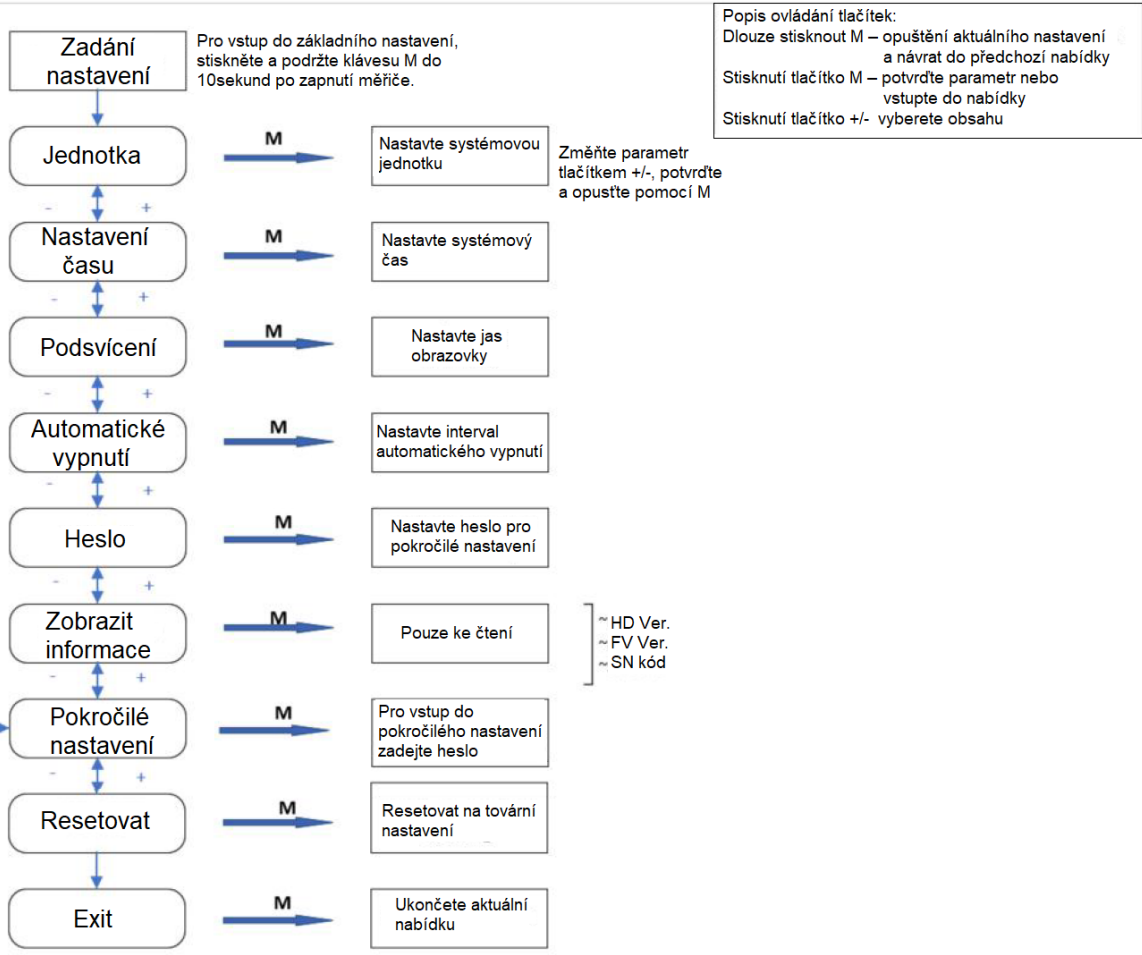 Popis ovládání tlačítek:
Dlouze stisknout M – opuštění aktuálního nastavení
a návrat do předchozí nabídky
Stisknutí tlačítko M – potvrďte parametr nebo
vstupte do nabídky
Stisknutí tlačítko +/- vyberete obsahu
Zadání
nastavení
Pro vstup do základního nastavení,
stiskněte a podržte klávesu M do
10sekund po zapnutí měřiče.
Jednotka
M
Nastavte systémovou
jednotku
Změňte parametr
tlačítkem +/-, potvrďte
a opusťte pomocí M
- +
Nastavení
času
M
Nastavte systémový
čas
- +
Podsvícení
M
Nastavte jas
obrazovky
- +
Automatické
vypnutí
M
Nastavte interval
automatického vypnutí
- +
Heslo
M
Nastavte heslo pro
pokročilé nastavení
- +
Zobrazit
informace
M
Pouze ke čtení
~ HD Ver.
~ FV Ver.
~ SN kód
- +
Pokročilé
nastavení
M
Pro vstup do
pokročilého nastavení
zadejte heslo
- +
Resetovat
M
Resetovat na tovární
nastavení
Exit
M
Ukončete aktuální
nabídku